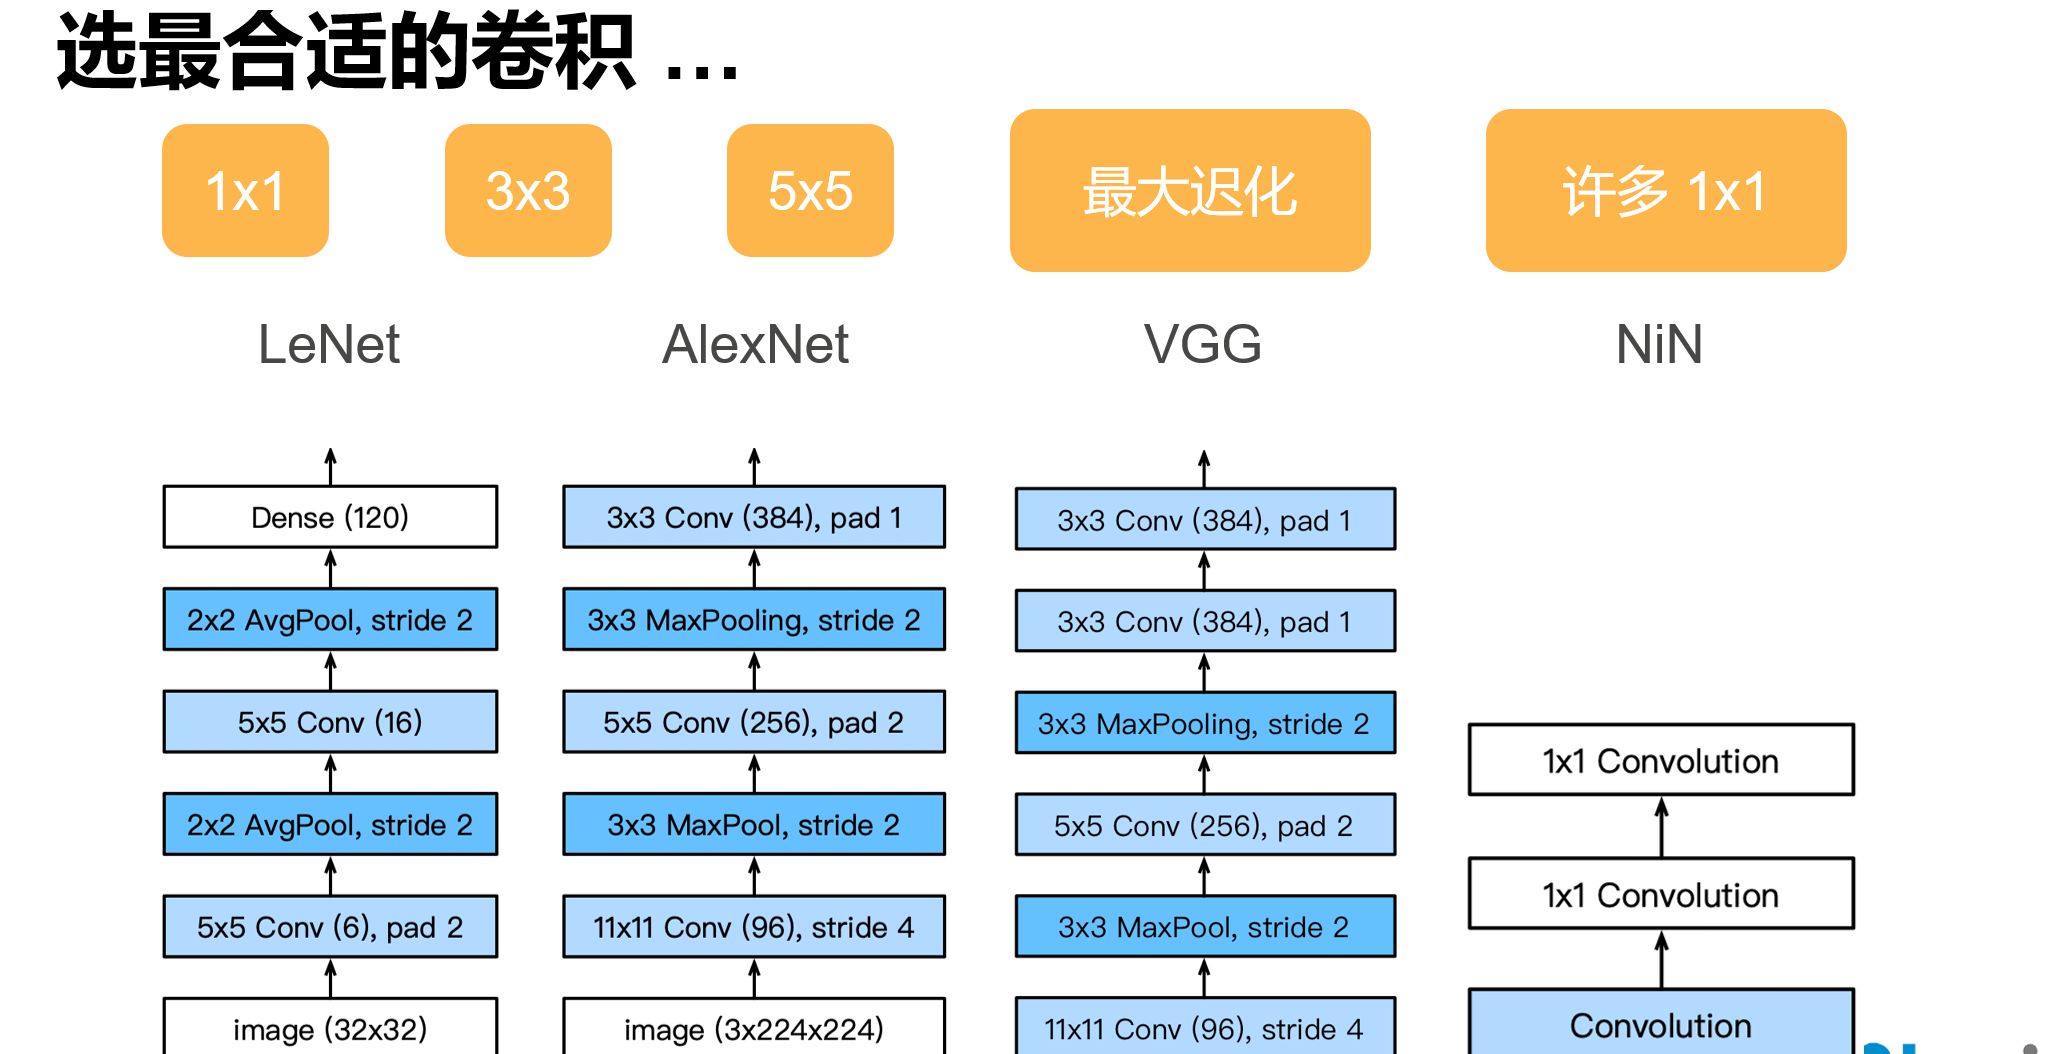 选最合适的卷积 …
1x1
3x3
5x5
最大迟化
许多 1x1
LeNet
AlexNet
VGG
NiN
Dense (120)
2x2 AvgPool, stride 2
5x5 Conv (16)
2x2 AvgPool, stride 2
5x5 Conv (6), pad 2
image (32x32)
3x3 Conv (384), pad 1
3x3 MaxPooling, stride 2
5x5 Conv (256), pad 2
3x3 MaxPool, stride 2
11x11 Conv (96), stride 4
image (3x224x224)
3x3 Conv (384), pad 1
3x3 Conv (384), pad 1
3x3 MaxPooling, stride 2
5x5 Conv (256), pad 2
3x3 MaxPool, stride 2
11x11 Conv (96), stride 4
1x1 Convolution
1x1 Convolution
Convolution